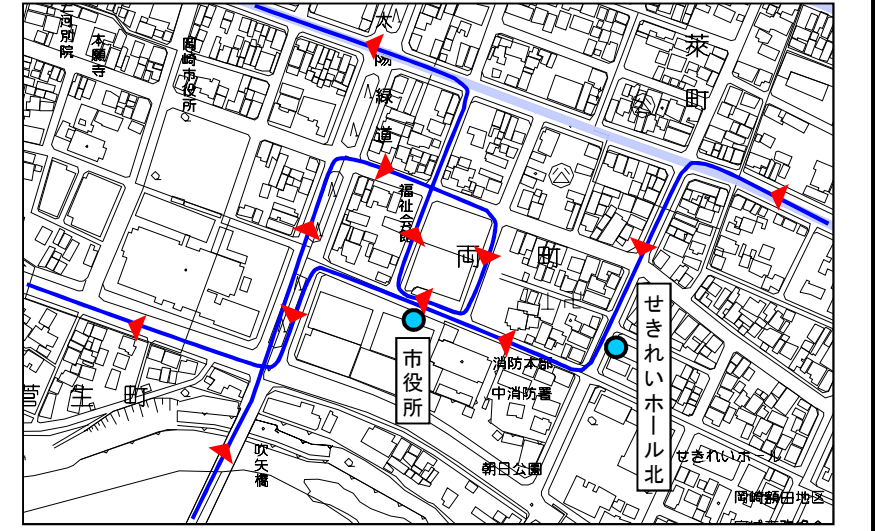 三河別院
本願寺
岡崎市役所
太陽緑道
菜町
福祉会館
両町
せきれいホール北
市役所
消防本部
中消防署
菅生町
吹矢橋
朝日公園
せきれいホール
岡崎額田地区